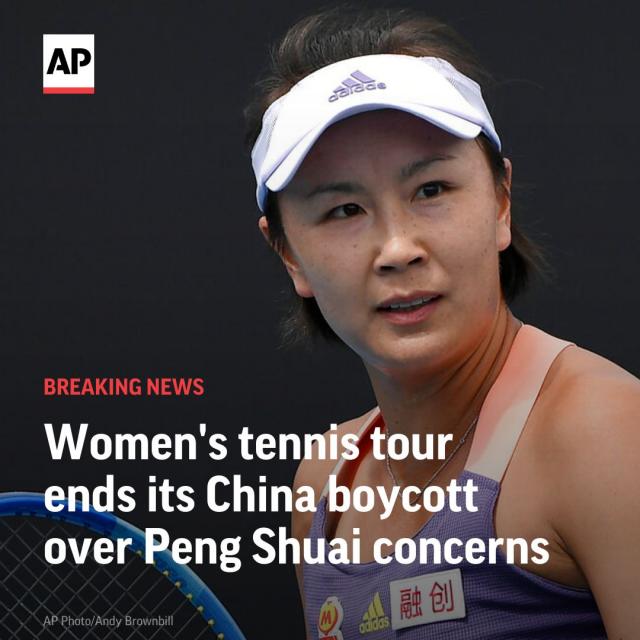 AP
adidas
BREAKING NEWS
Women's tennis tour
ends its China boycott
over Peng Shuai concerns
AP Photo/Andy Brownbill
adidas
融创